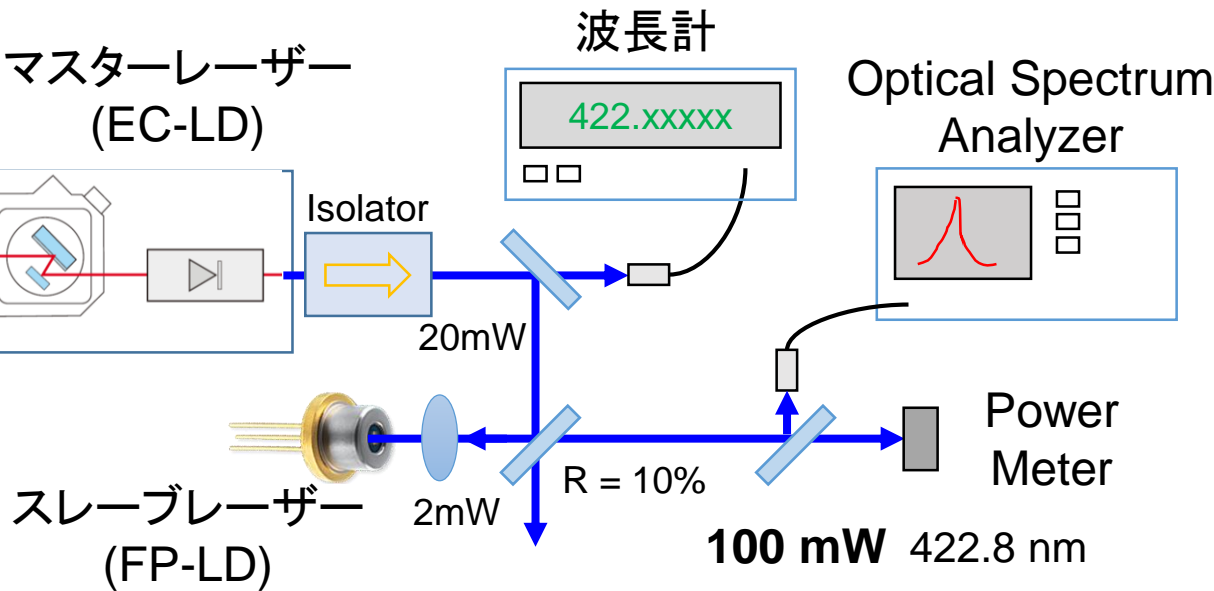 マスターレーザー
(EC-LD)
波長計
422.xxxxx
Optical Spectrum
Analyzer
Isolator
20mW
スレーブレーザー
(FP-LD)
2mW
R = 10%
Power
Meter
100 mW 422.8 nm